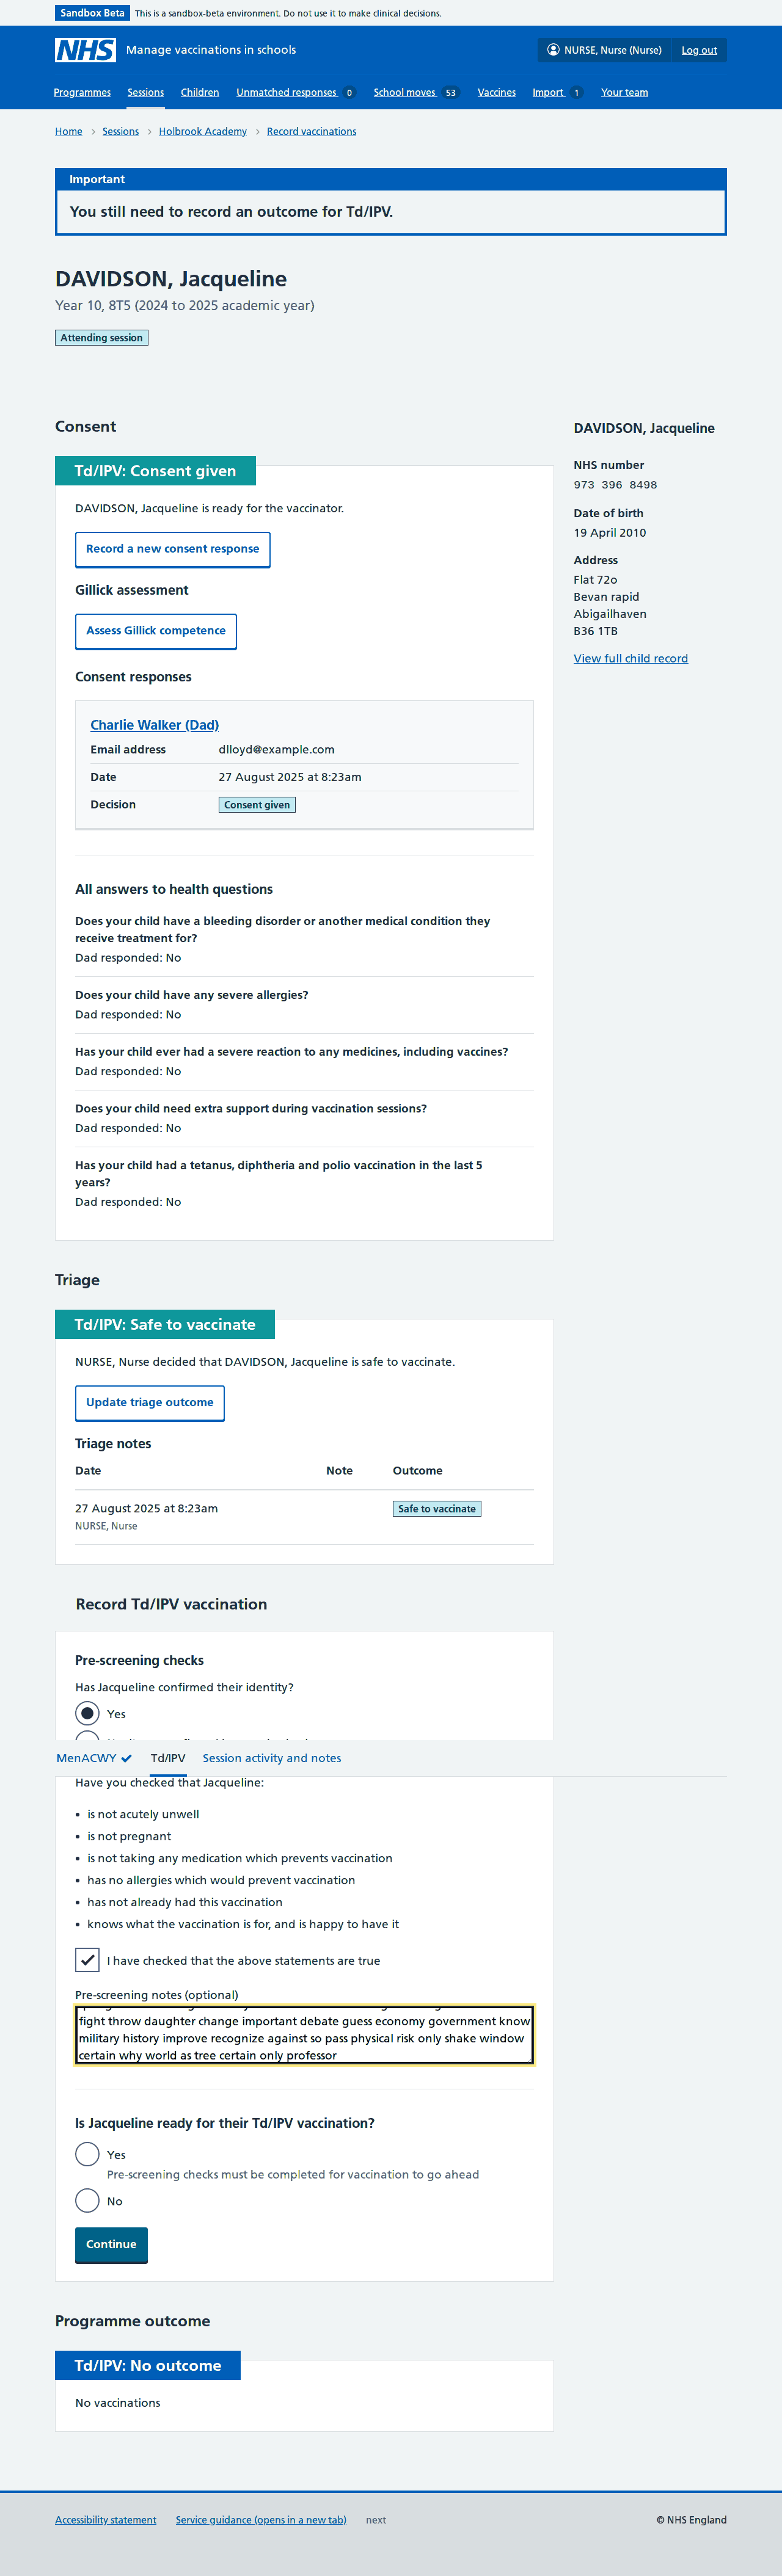 Sandbox Beta This is a sandbox-beta environment. Do not use it to make clinical decisions.
NHS Manage vaccinations in schools
NURSE, Nurse (Nurse) Log out
Programmes Sessions Children Unmatched responses 0 School moves 53 Vaccines Import 1 Your team
Home Sessions Holbrook Academy Record vaccinations
Important
You still need to record an outcome for Td/IPV.
DAVIDSON, Jacqueline
Year 10, 8T5 (2024 to 2025 academic year)
Attending session
Consent
Td/IPV: Consent given
DAVIDSON, Jacqueline is ready for the vaccinator.
Record a new consent response
Gillick assessment
Assess Gillick competence
Consent responses
Charlie Walker (Dad)
Email address dlloyd@example.com
Date 27 August 2025 at 8:23am
Decision Consent given
All answers to health questions
Does your child have a bleeding disorder or another medical condition they
receive treatment for?
Dad responded: No
Does your child have any severe allergies?
Dad responded: No
Has your child ever had a severe reaction to any medicines, including vaccines?
Dad responded: No
Does your child need extra support during vaccination sessions?
Dad responded: No
Has your child had a tetanus, diphtheria and polio vaccination in the last 5
years?
Dad responded: No
DAVIDSON, Jacqueline
NHS number
973 396 8498
Date of birth
19 April 2010
Address
Flat 72o
Bevan rapid
Abigailhaven
B36 1TB
View full child record
Triage
Td/IPV: Safe to vaccinate
NURSE, Nurse decided that DAVIDSON, Jacqueline is safe to vaccinate.
Update triage outcome
Triage notes
Date Note Outcome
27 August 2025 at 8:23am Safe to vaccinate
NURSE, Nurse
Record Td/IPV vaccination
Pre-screening checks
Has Jacqueline confirmed their identity?
Yes
MenACWY Td/IPV Session activity and notes
Have you checked that Jacqueline:
is not acutely unwell
is not pregnant
is not taking any medication which prevents vaccination
has no allergies which would prevent vaccination
has not already had this vaccination
knows what the vaccination is for, and is happy to have it
I have checked that the above statements are true
Pre-screening notes (optional)
fight throw daughter change important debate guess economy government know
military history improve recognize against so pass physical risk only shake window
certain why world as tree certain only professor
Is Jacqueline ready for their Td/IPV vaccination?
Yes
Pre-screening checks must be completed for vaccination to go ahead
No
Continue
Programme outcome
Td/IPV: No outcome
No vaccinations
Accessibility statement Service guidance (opens in a new tab) next © NHS England